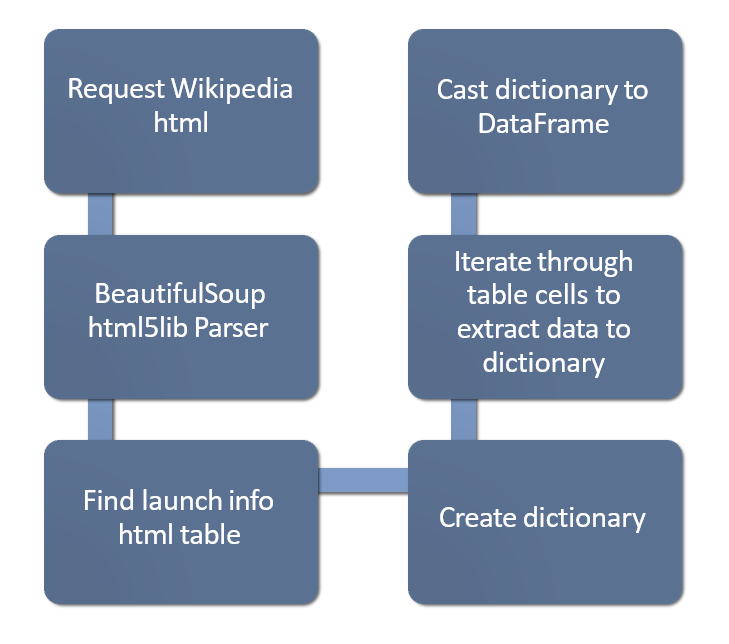 Request Wikipedia
html
BeautifulSoup
html5lib Parser
Find launch info
html table
Create dictionary
Iterate through
table cells to
extract data to
dictionary
Cast dictionary to
DataFrame